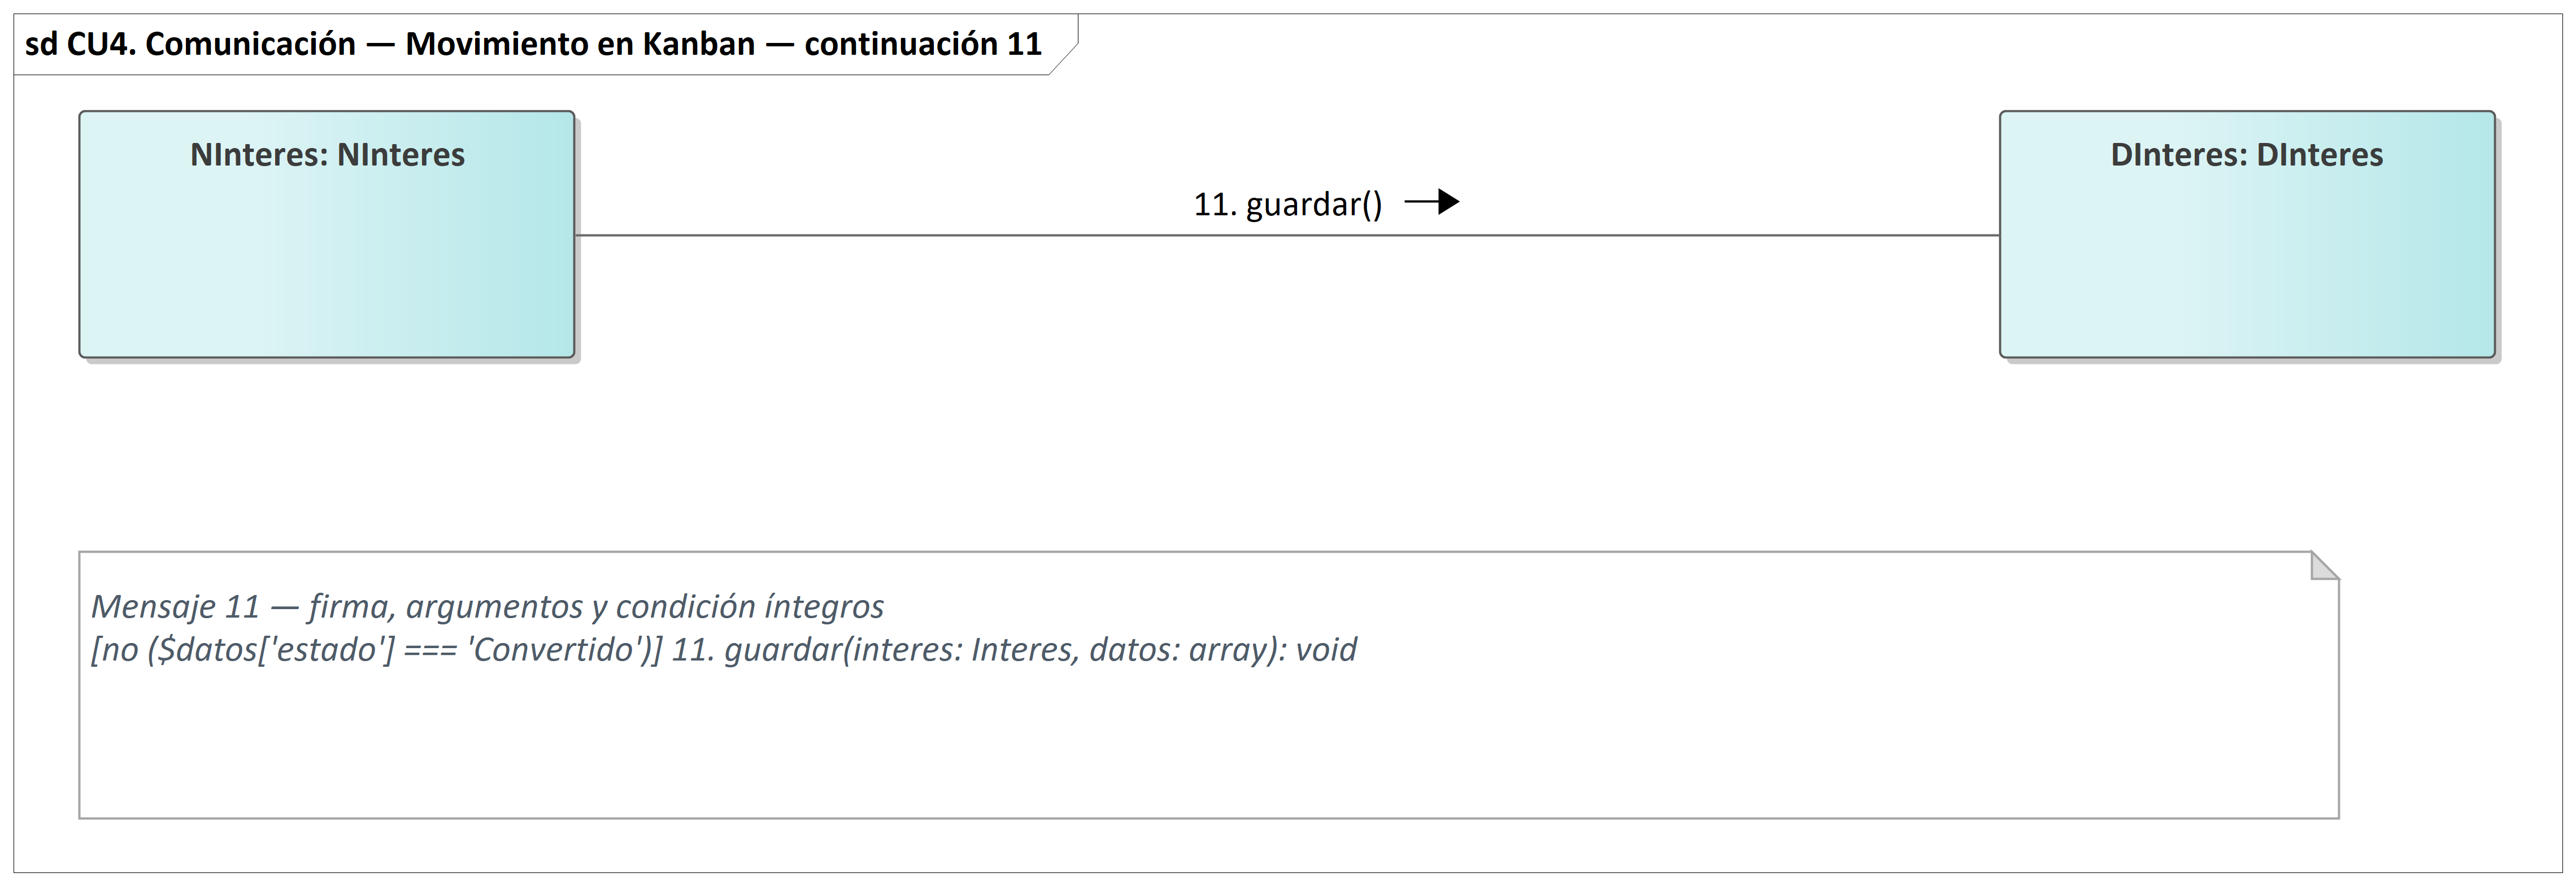 sd CU4. Comunicación — Movimiento en Kanban — continuación 11
NInteres: NInteres
DInteres: DInteres
11. guardar()
Mensaje 11 — firma, argumentos y condición íntegros
[no ($datos['estado'] === 'Convertido')] 11. guardar(interes: Interes, datos: array): void